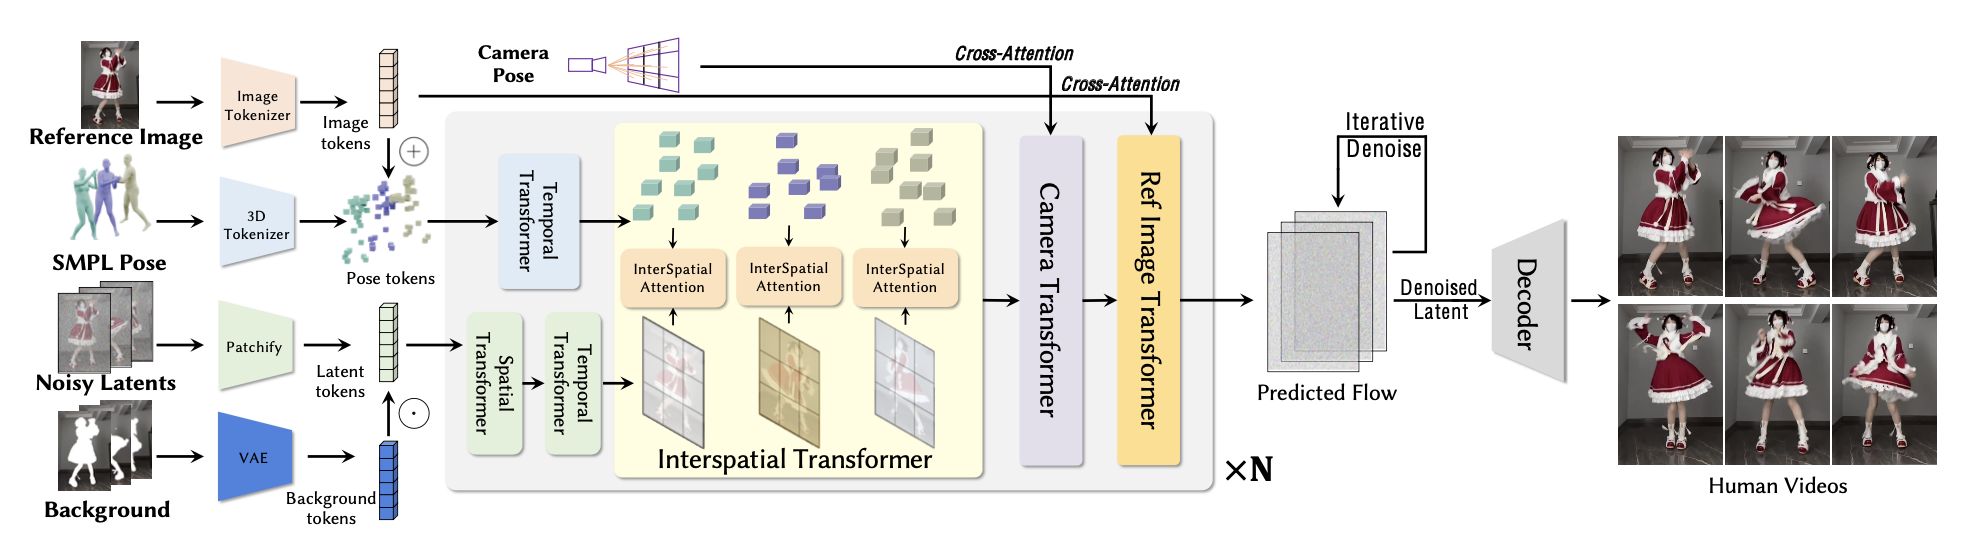 Reference Image
Image
Tokenizer
Image
tokens
+
SMPL Pose
3D
Tokenizer
Pose tokens
Noisy Latents
Patchify
Latent
tokens
Background
VAE
Background
tokens
Camera
Pose
Cross-Attention
Cross-Attention
Temporal
Transformer
Spatial
Transformer
Temporal
Transformer
InterSpatial
Attention
InterSpatial
Attention
InterSpatial
Attention
Interspatial Transformer
Camera Transformer
Ref Image Transformer
×N
Iterative
Denoise
Predicted Flow
Denoised
Latent
Decoder
Human Videos